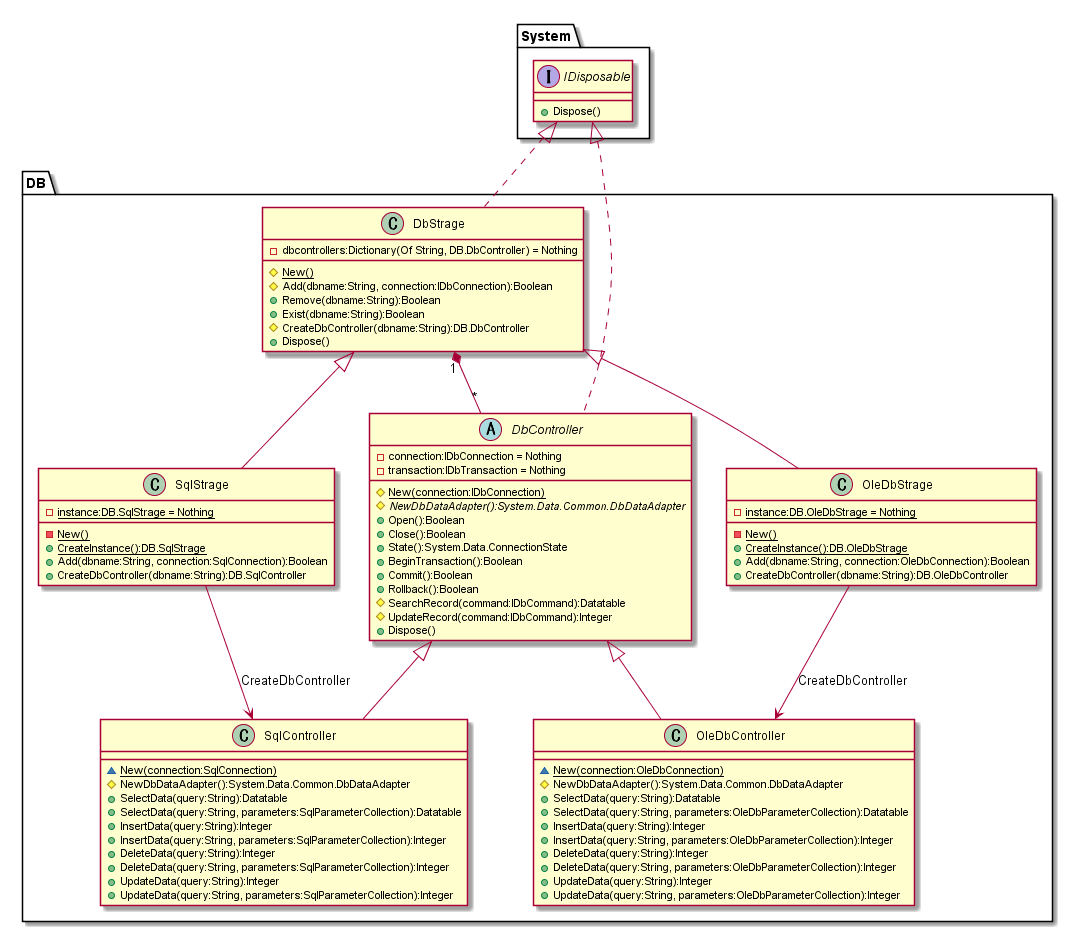 System
I IDisposable
Dispose()
DB
C DbStrage
dbcontrollers:Dictionary(Of String, DB.DbController) = Nothing
New()
Add(dbname:String, connection:IDbConnection):Boolean
Remove(dbname:String):Boolean
Exist(dbname:String):Boolean
CreateDbController(dbname:String):DB.DbController
Dispose()
1
*
A DbController
connection:IDbConnection = Nothing
transaction:IDbTransaction = Nothing
New(connection:IDbConnection)
NewDbDataAdapter():System.Data.Common.DbDataAdapter
Open():Boolean
Close():Boolean
State():System.Data.ConnectionState
BeginTransaction():Boolean
Commit():Boolean
Rollback():Boolean
SearchRecord(command:IDbCommand):Datatable
UpdateRecord(command:IDbCommand):Integer
Dispose()
C SqlStrage
instance:DB.SqlStrage = Nothing
New()
CreateInstance():DB.SqlStrage
Add(dbname:String, connection:SqlConnection):Boolean
CreateDbController(dbname:String):DB.SqlController
C OleDbStrage
instance:DB.OleDbStrage = Nothing
New()
CreateInstance():DB.OleDbStrage
Add(dbname:String, connection:OleDbConnection):Boolean
CreateDbController(dbname:String):DB.OleDbController
CreateDbController
CreateDbController
C SqlController
New(connection:SqlConnection)
NewDbDataAdapter():System.Data.Common.DbDataAdapter
SelectData(query:String):Datatable
SelectData(query:String, parameters:SqlParameterCollection):Datatable
InsertData(query:String):Integer
InsertData(query:String, parameters:SqlParameterCollection):Integer
DeleteData(query:String):Integer
DeleteData(query:String, parameters:SqlParameterCollection):Integer
UpdateData(query:String):Integer
UpdateData(query:String, parameters:SqlParameterCollection):Integer
C OleDbController
New(connection:OleDbConnection)
NewDbDataAdapter():System.Data.Common.DbDataAdapter
SelectData(query:String):Datatable
SelectData(query:String, parameters:OleDbParameterCollection):Datatable
InsertData(query:String):Integer
InsertData(query:String, parameters:OleDbParameterCollection):Integer
DeleteData(query:String):Integer
DeleteData(query:String, parameters:OleDbParameterCollection):Integer
UpdateData(query:String):Integer
UpdateData(query:String, parameters:OleDbParameterCollection):Integer